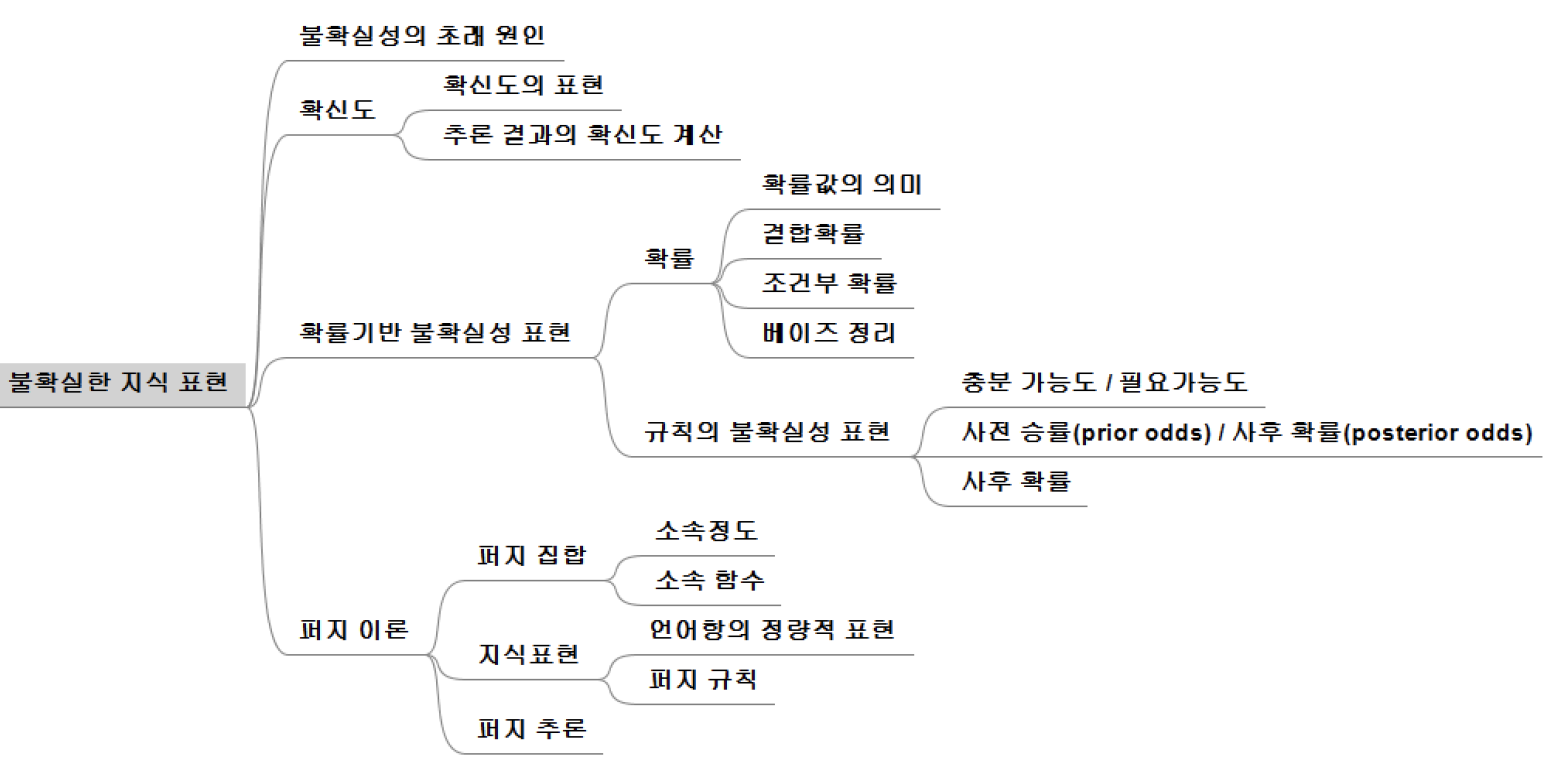 불확실성의 초래 원인
확신도의 표현
확신도
추론 결과의 확신도 계산
확률값의 의미
결합확률
확률
조건부 확률
베이즈 정리
확률기반 불확실성 표현
불확실한 지식 표현
충분 가능도 / 필요가능도
규칙의 불확실성 표현
사전 승률(prior odds) / 사후 확률(posterior odds)
사후 확률
소속정도
퍼지 집합
소속 함수
퍼지 이론
언어항의 정량적 표현
지식표현
퍼지 규칙
퍼지 추론